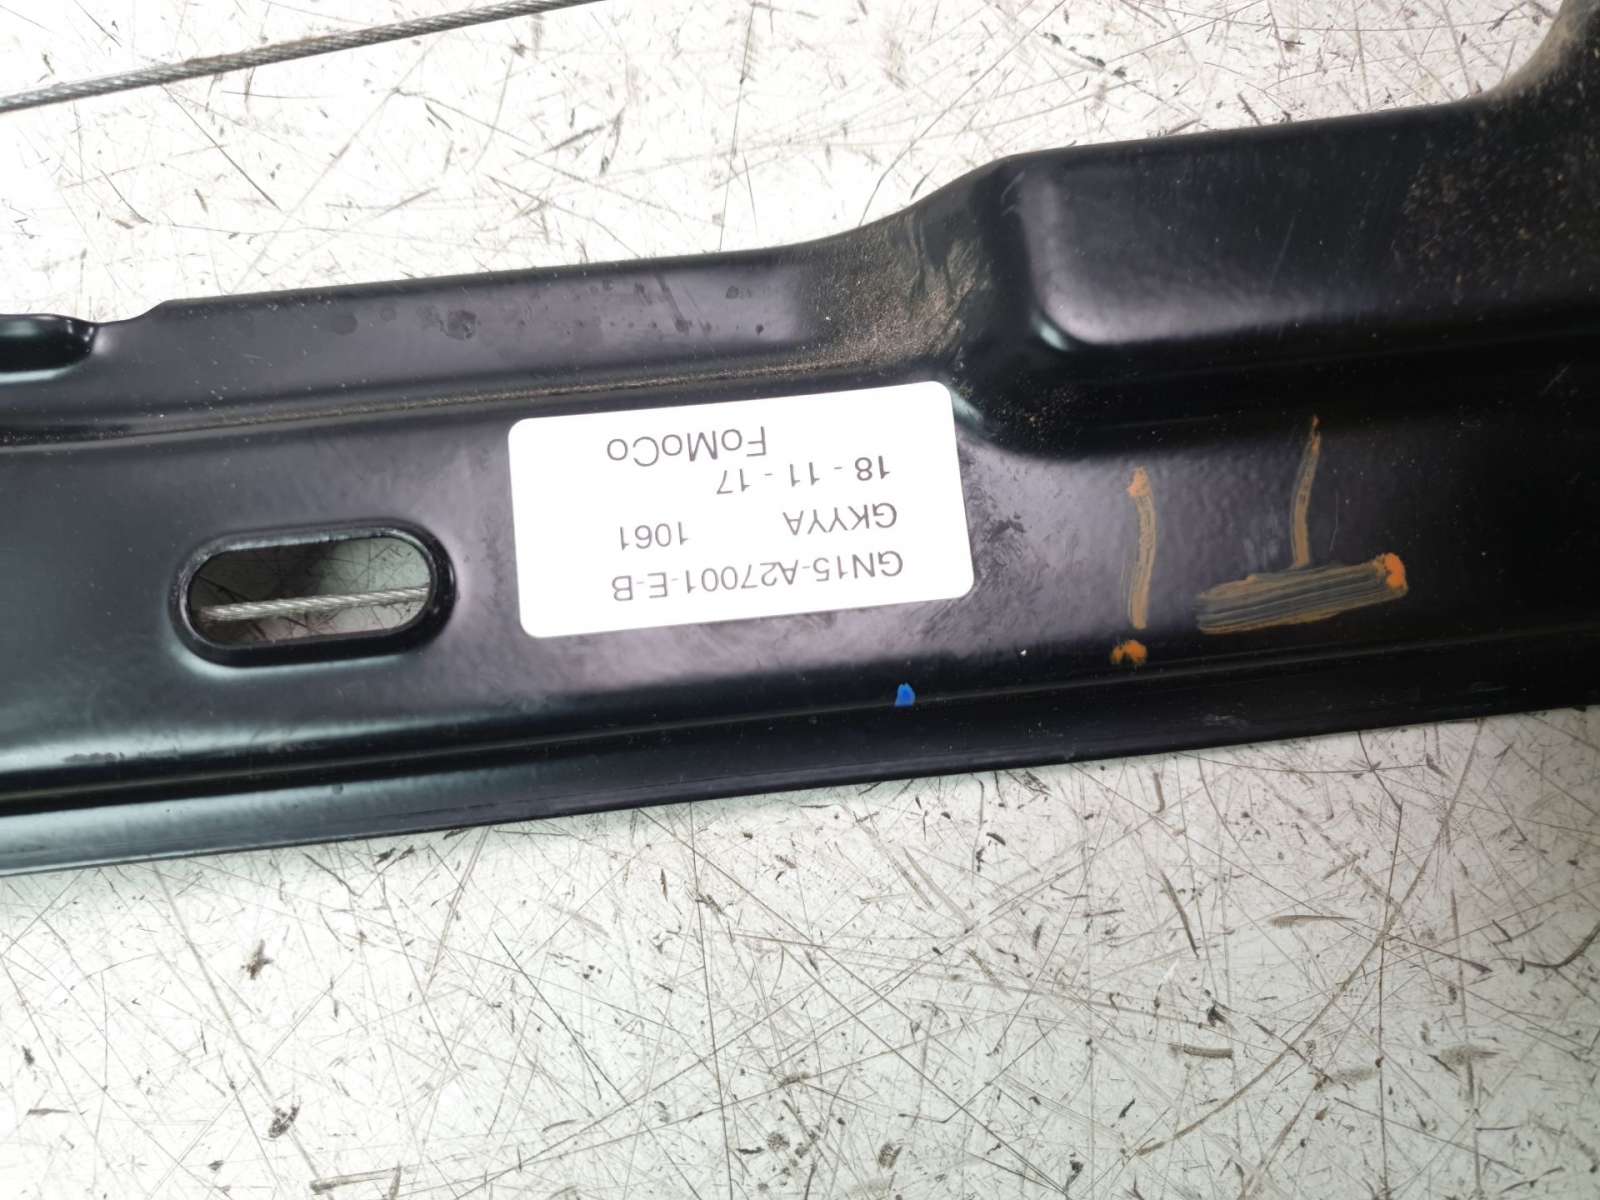 GN15-A27001-E-B
GKYYA 1061
18 - 11 - 17
FoMoCo